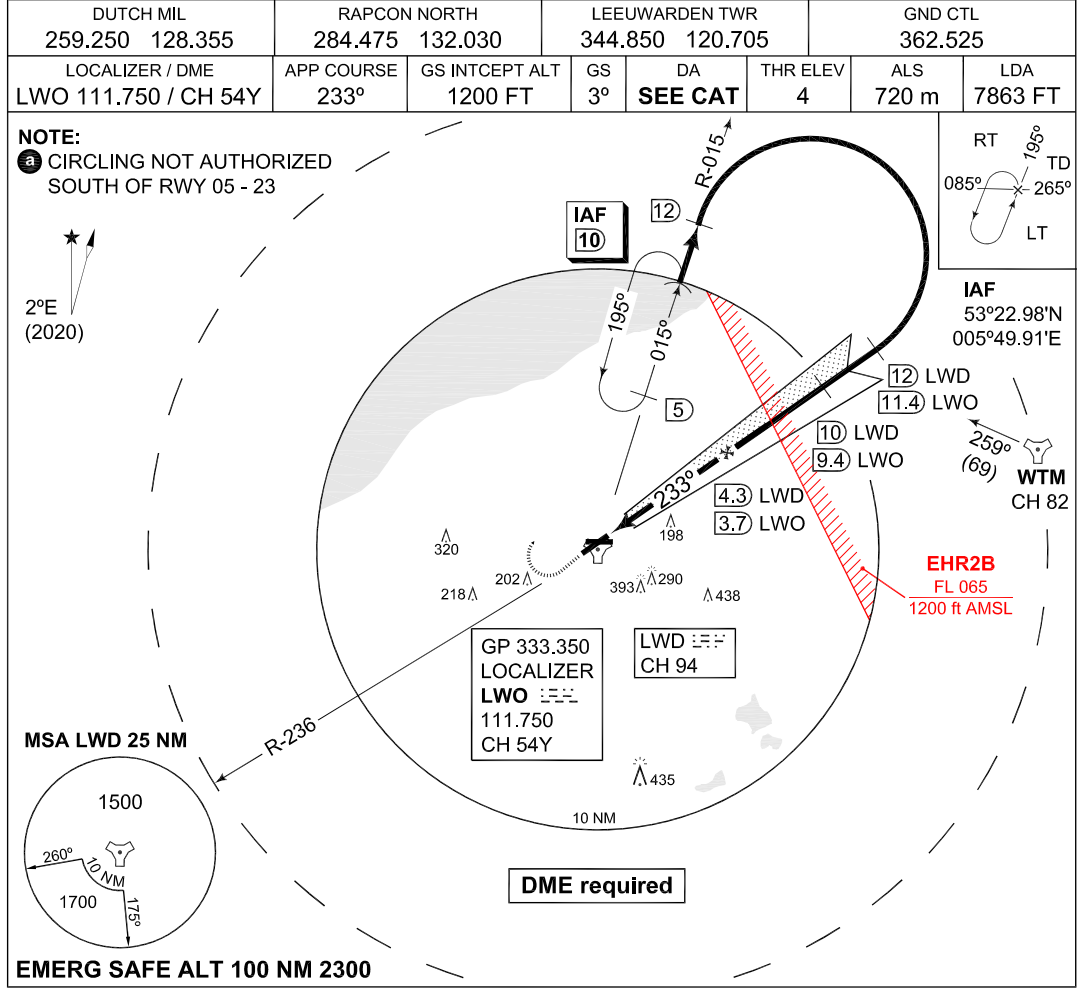 DUTCH MIL
259.250 128.355
RAPCON NORTH
284.475 132.030
LEEUWARDEN TWR
344.850 120.705
GND CTL
362.525
LOCALIZER / DME
LWO 111.750 / CH 54Y
APP COURSE
233º
GS INTCEPT ALT
1200 FT
GS
3º
DA
SEE CAT
THR ELEV
4
ALS
720 m
LDA
7863 FT
NOTE:
a CIRCLING NOT AUTHORIZED
SOUTH OF RWY 05 - 23
2ºE
(2020)
IAF
10
12
R-015
RT
195º
TD
085º
265º
LT
IAF
53º22.98'N
005º49.91'E
195º
015º
5
12 LWD
11.4 LWO
10 LWD
9.4 LWO
259º
(69)
WTM
CH 82
233º
4.3 LWD
3.7 LWO
198
320
202
218
393
290
438
EHR2B
FL 065
1200 ft AMSL
GP 333.350
LOCALIZER
LWO
111.750
CH 54Y
LWD
CH 94
R-236
435
10 NM
MSA LWD 25 NM
1500
260º
10 NM
1700
175º
DME required
EMERG SAFE ALT 100 NM 2300